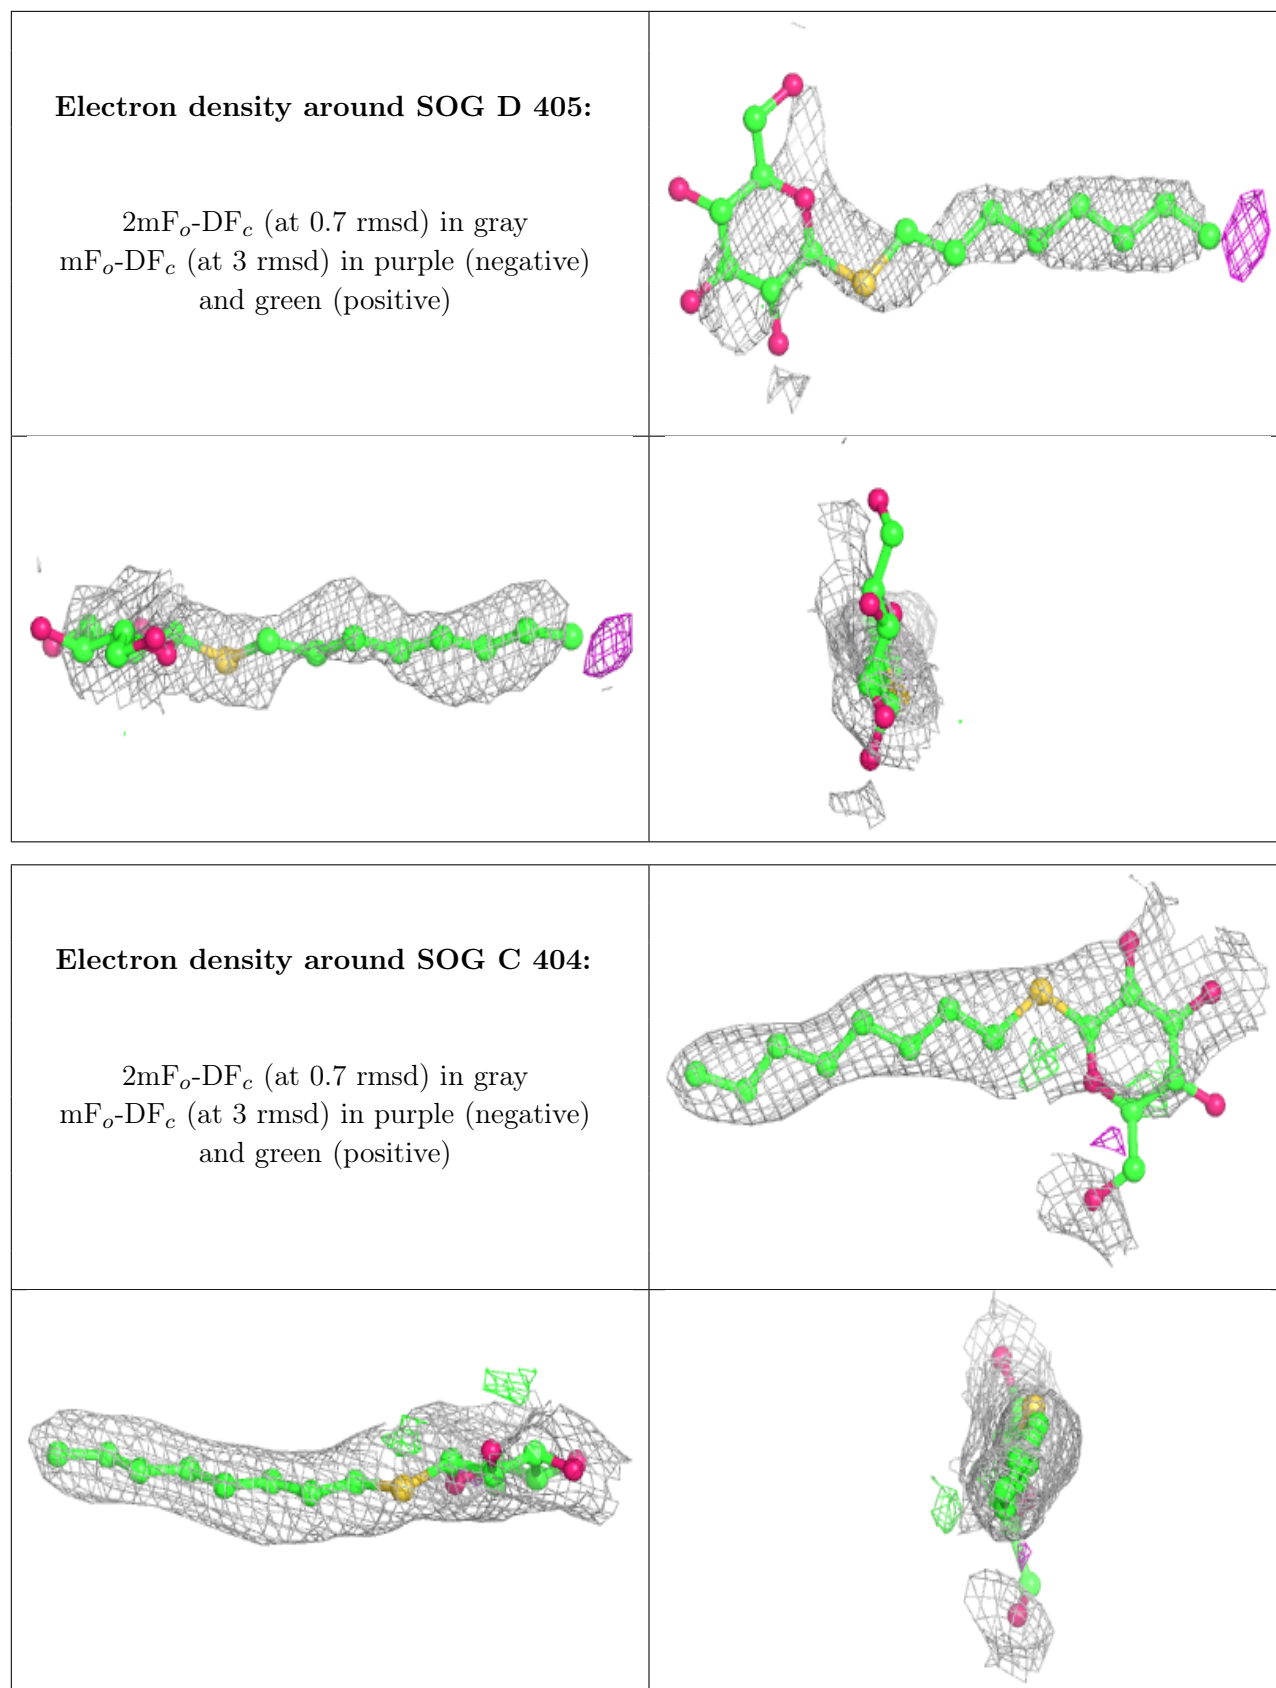 Electron density around SOG D 405:
2mFₒ-DF𝒸 (at 0.7 rmsd) in gray
mFₒ-DF𝒸 (at 3 rmsd) in purple (negative)
and green (positive)
Electron density around SOG C 404:
2mFₒ-DF𝒸 (at 0.7 rmsd) in gray
mFₒ-DF𝒸 (at 3 rmsd) in purple (negative)
and green (positive)